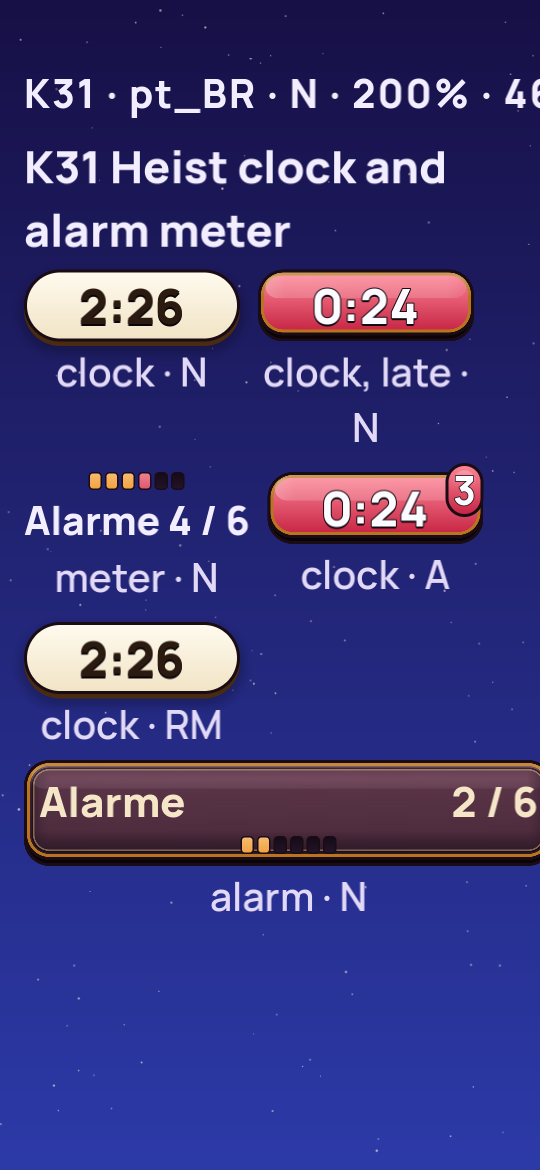 K31 · pt_BR · N · 200% · 46
K31 Heist clock and
alarm meter
2:26
0:24
clock · N
clock, late ·
N
Alarme 4 / 6
0:24
3
meter · N
clock · A
2:26
clock · RM
Alarme 2 / 6
alarm · N